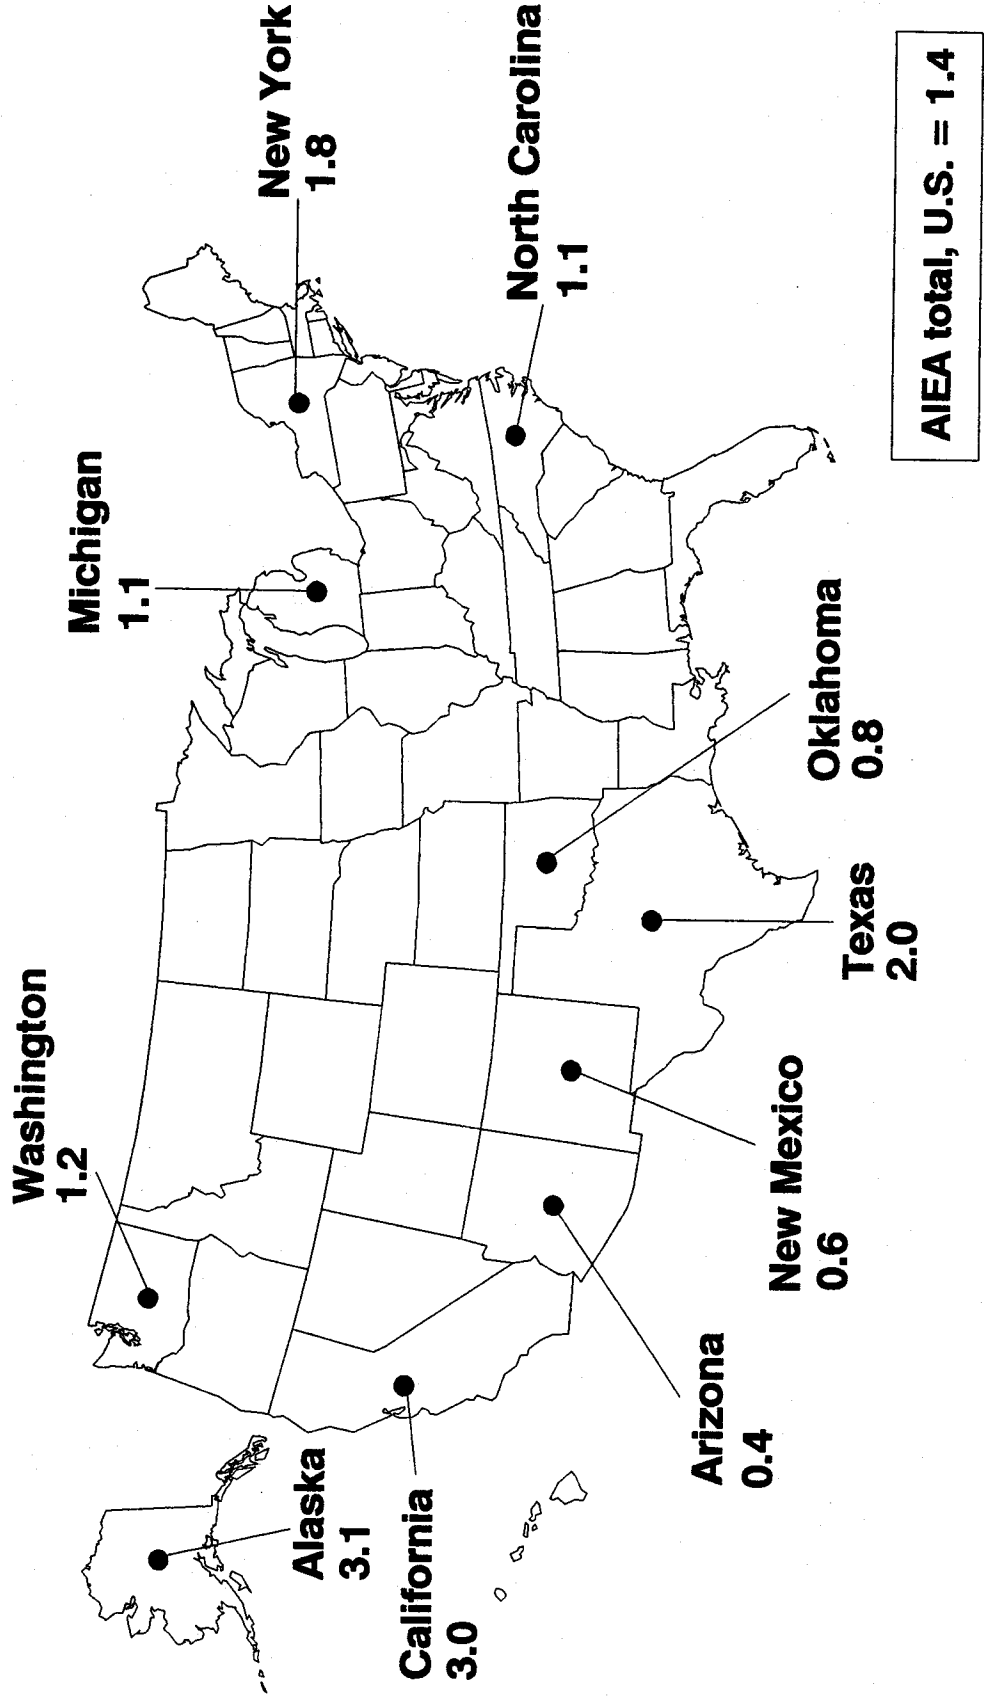 Washington
1.2
Michigan
1.1
New York
1.8
Alaska
3.1
North Carolina
1.1
California
3.0
Arizona
0.4
New Mexico
0.6
Texas
2.0
Oklahoma
0.8
AIEA total, U.S. = 1.4